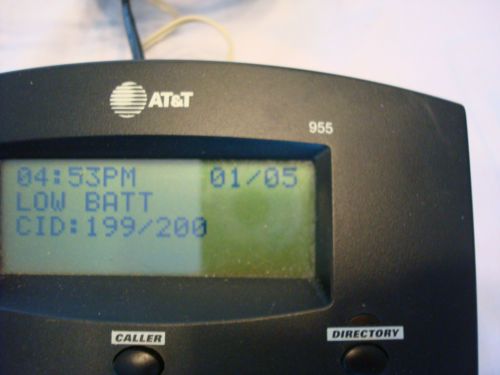 AT&T
955
04:53PM 01/05
LOW BATT
CID:199/200
CALLER
DIRECTORY